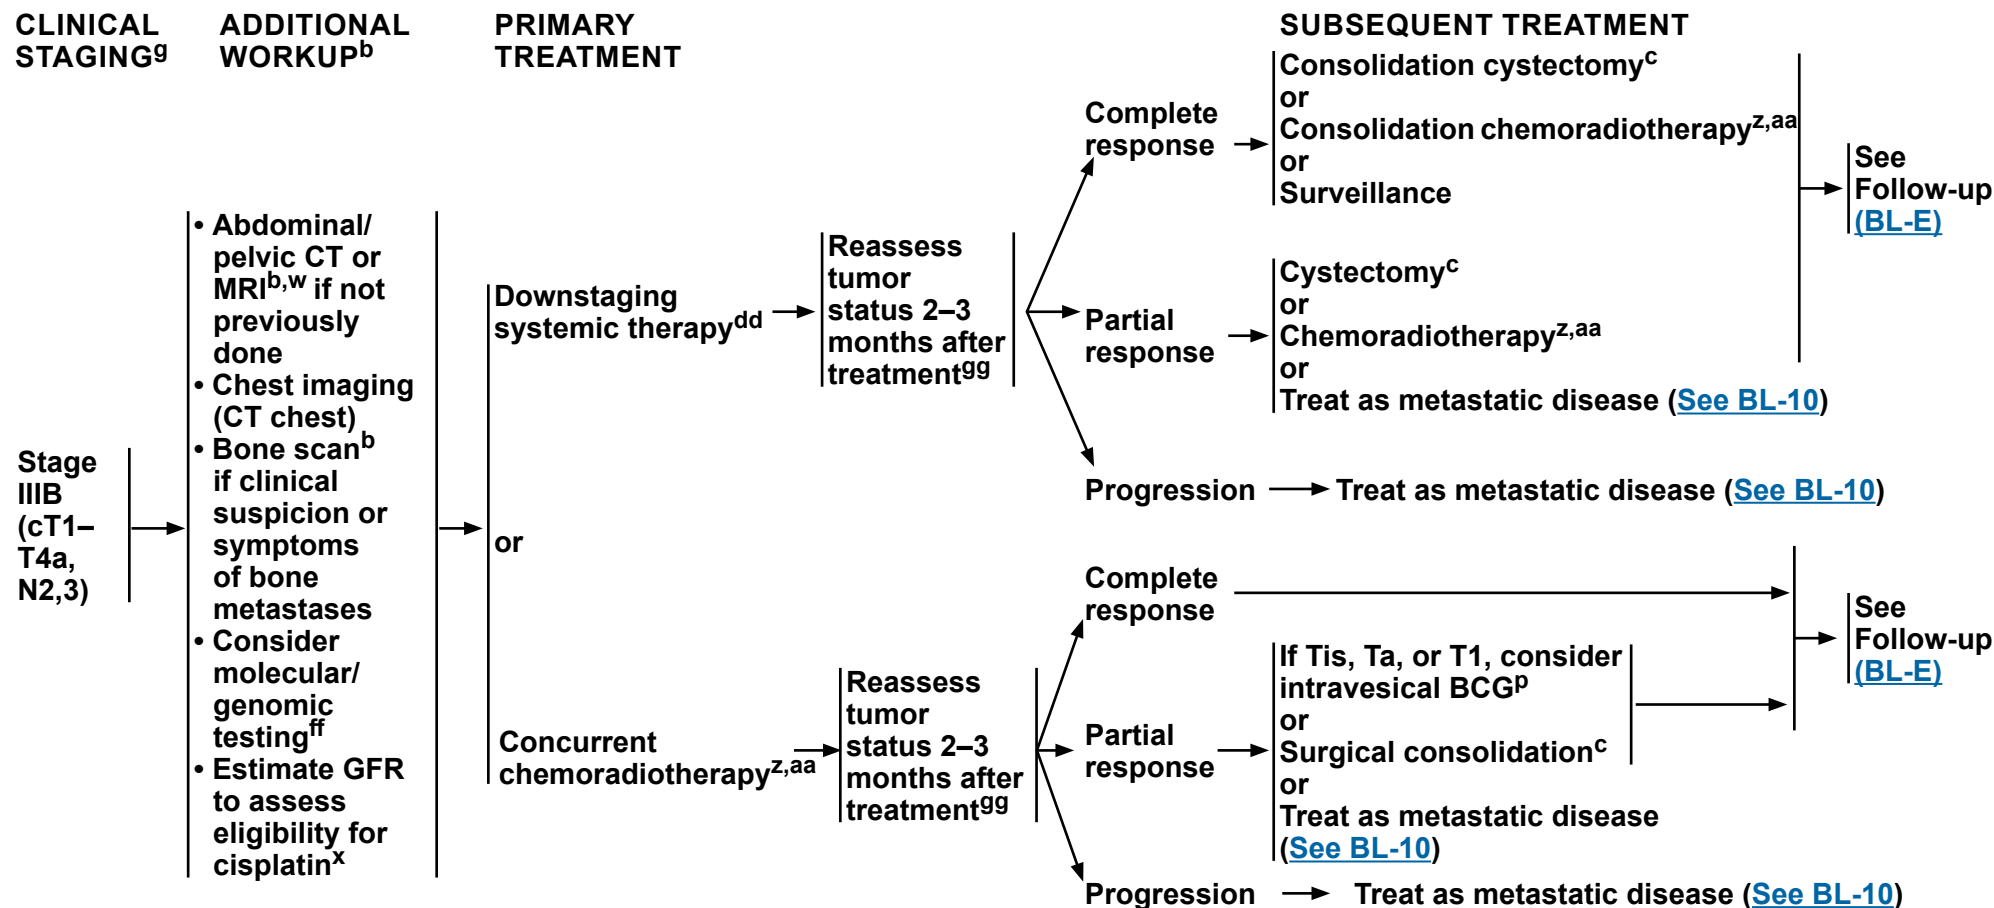 CLINICAL
STAGINGg
ADDITIONAL
WORKUPb
PRIMARY
TREATMENT
SUBSEQUENT TREATMENT
Stage
IIIB
(cT1–
T4a,
N2,3)
• Abdominal/
pelvic CT or
MRIb,w if not
previously
done
• Chest imaging
(CT chest)
• Bone scanb
if clinical
suspicion or
symptoms
of bone
metastases
• Consider
molecular/
genomic
testingff
• Estimate GFR
to assess
eligibility for
cisplatinx
Downstaging
systemic therapydd
or
Concurrent
chemoradiotherapyz,aa
Reassess
tumor
status 2–3
months after
treatmentgg
Complete
response
Consolidation cystectomyc
or
Consolidation chemoradiotherapyz,aa
or
Surveillance
Partial
response
Cystectomyc
or
Chemoradiotherapyz,aa
or
Treat as metastatic disease (See BL-10)
See
Follow-up
(BL-E)
Progression
Treat as metastatic disease (See BL-10)
Reassess
tumor
status 2–3
months after
treatmentgg
Complete
response
Partial
response
If Tis, Ta, or T1, consider
intravesical BCGp
or
Surgical consolidationc
or
Treat as metastatic disease
(See BL-10)
See
Follow-up
(BL-E)
Progression
Treat as metastatic disease (See BL-10)